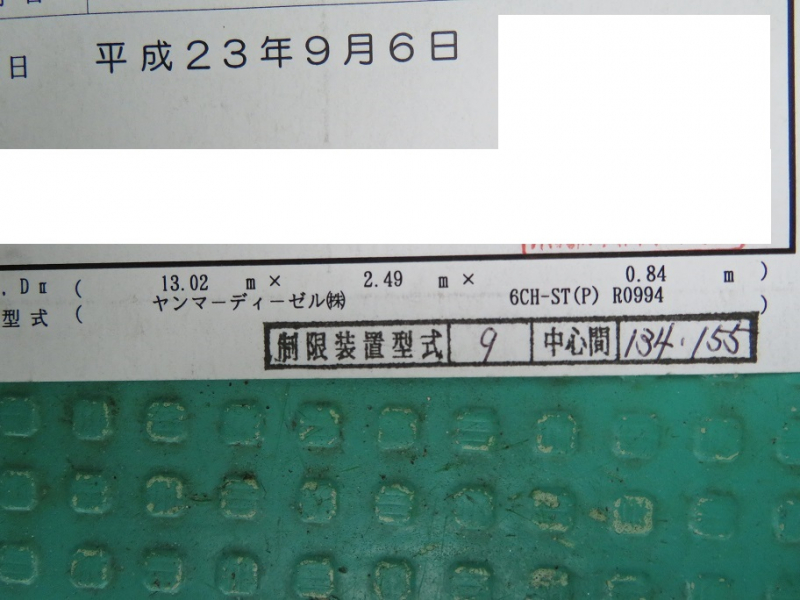 日 平成23年9月6日
.DⅡ ( 13.02 m × 2.49 m × 0.84 m )
型式 ( ヤンマーディーゼル㈱ 6CH-ST(P) R0994 )
制限装置型式 9 中心間 134.155